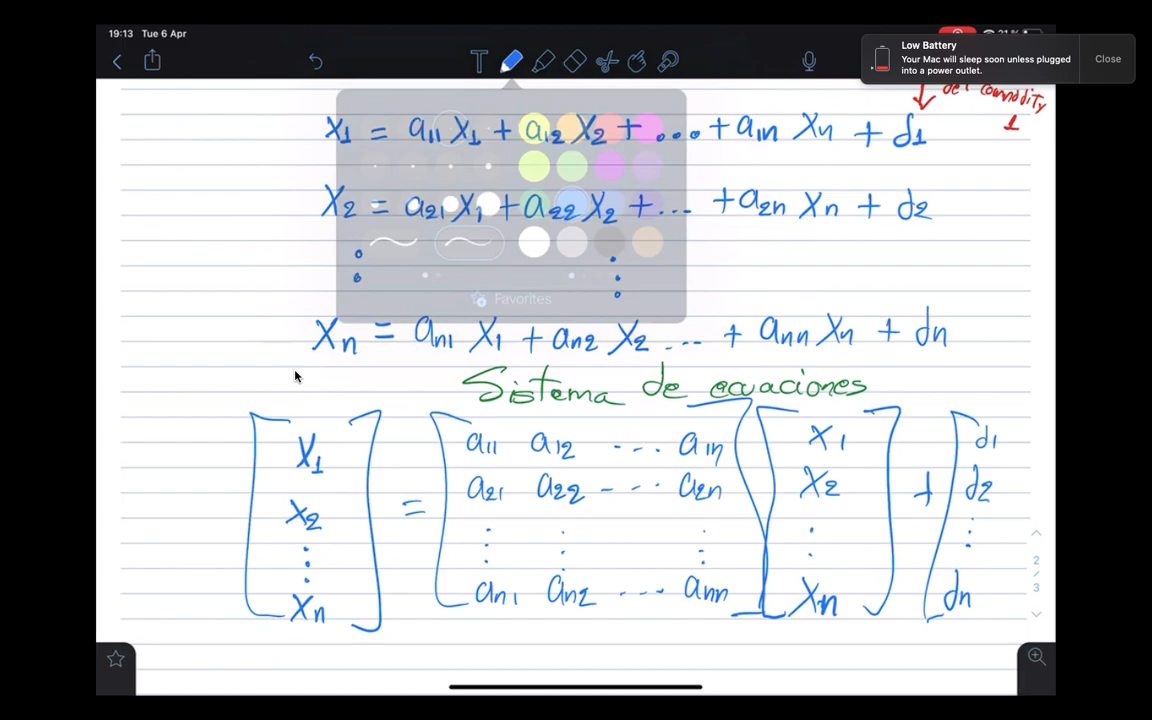 19:13 Tue 6 Apr
Low Battery
Your Mac will sleep soon unless plugged
into a power outlet.
Close
del commodity
1
X1 = a11 X1 + a12 X2 + ... + a1n Xn + d1
X2 = a21 X1 + a22 X2 + ... + a2n Xn + d2
Favorites
Xn = an1 X1 + an2 X2 ... + ann Xn + dn
Sistema de ecuaciones
X1 a11 a12 ... a1n X1 d1
X2 = a21 a22 ... a2n X2 + d2
⋮ ⋮ ⋮ ⋮ ⋮ ⋮
Xn an1 an2 ... ann Xn dn
2
/
3